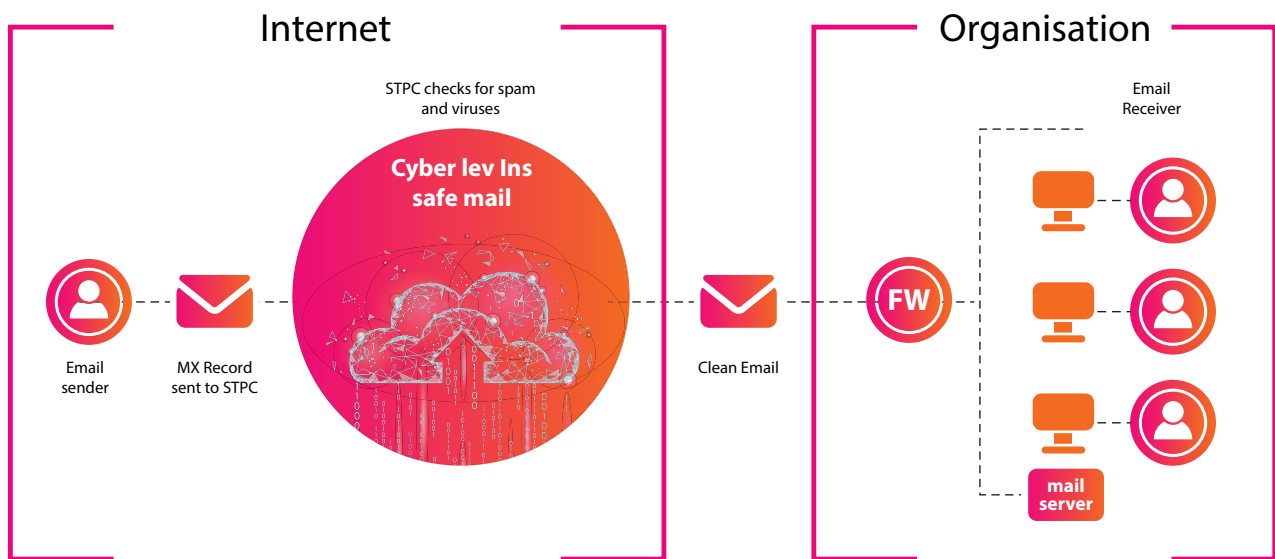 Internet
Organisation
STPC checks for spam
and viruses
Email
Receiver
Cyber lev Ins
safe mail
FW
Email
sender
MX Record
sent to STPC
Clean Email
mail
server